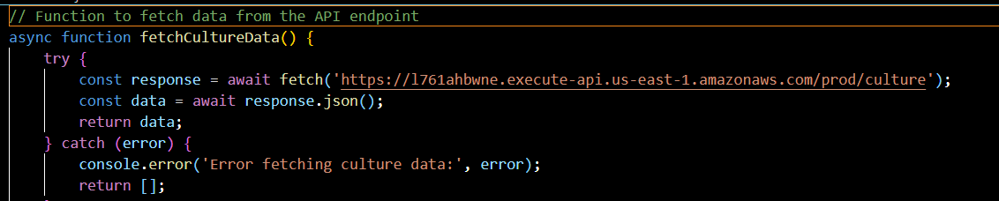 // Function to fetch data from the API endpoint
async function fetchCultureData() {
    try {
        const response = await fetch('https://l761ahbwne.execute-api.us-east-1.amazonaws.com/prod/culture');
        const data = await response.json();
        return data;
    } catch (error) {
        console.error('Error fetching culture data:', error);
        return [];